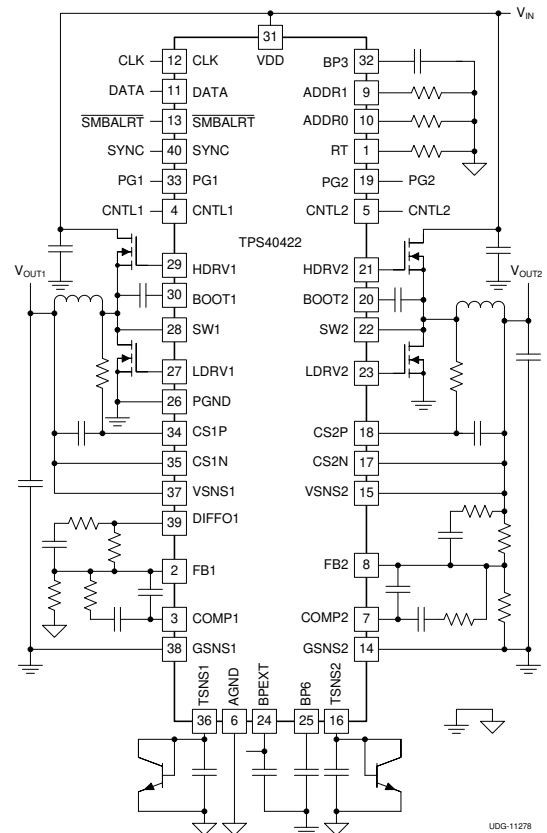 V_IN
31
VDD
CLK 12 CLK
BP3 32
DATA 11 DATA
ADDR1 9
SMBALRT 13 SMBALRT
ADDR0 10
SYNC 40 SYNC
RT 1
PG1 33 PG1
PG2 19 PG2
CNTL1 4 CNTL1
CNTL2 5 CNTL2
TPS40422
29 HDRV1
HDRV2 21
V_OUT1
V_OUT2
30 BOOT1
BOOT2 20
28 SW1
SW2 22
27 LDRV1
LDRV2 23
26 PGND
34 CS1P
CS2P 18
35 CS1N
CS2N 17
37 VSNS1
VSNS2 15
39 DIFFO1
2 FB1
FB2 8
3 COMP1
COMP2 7
38 GSNS1
GSNS2 14
TSNS1
AGND
BPEXT
BP6
TSNS2
36 6 24 25 16
UDG-11278